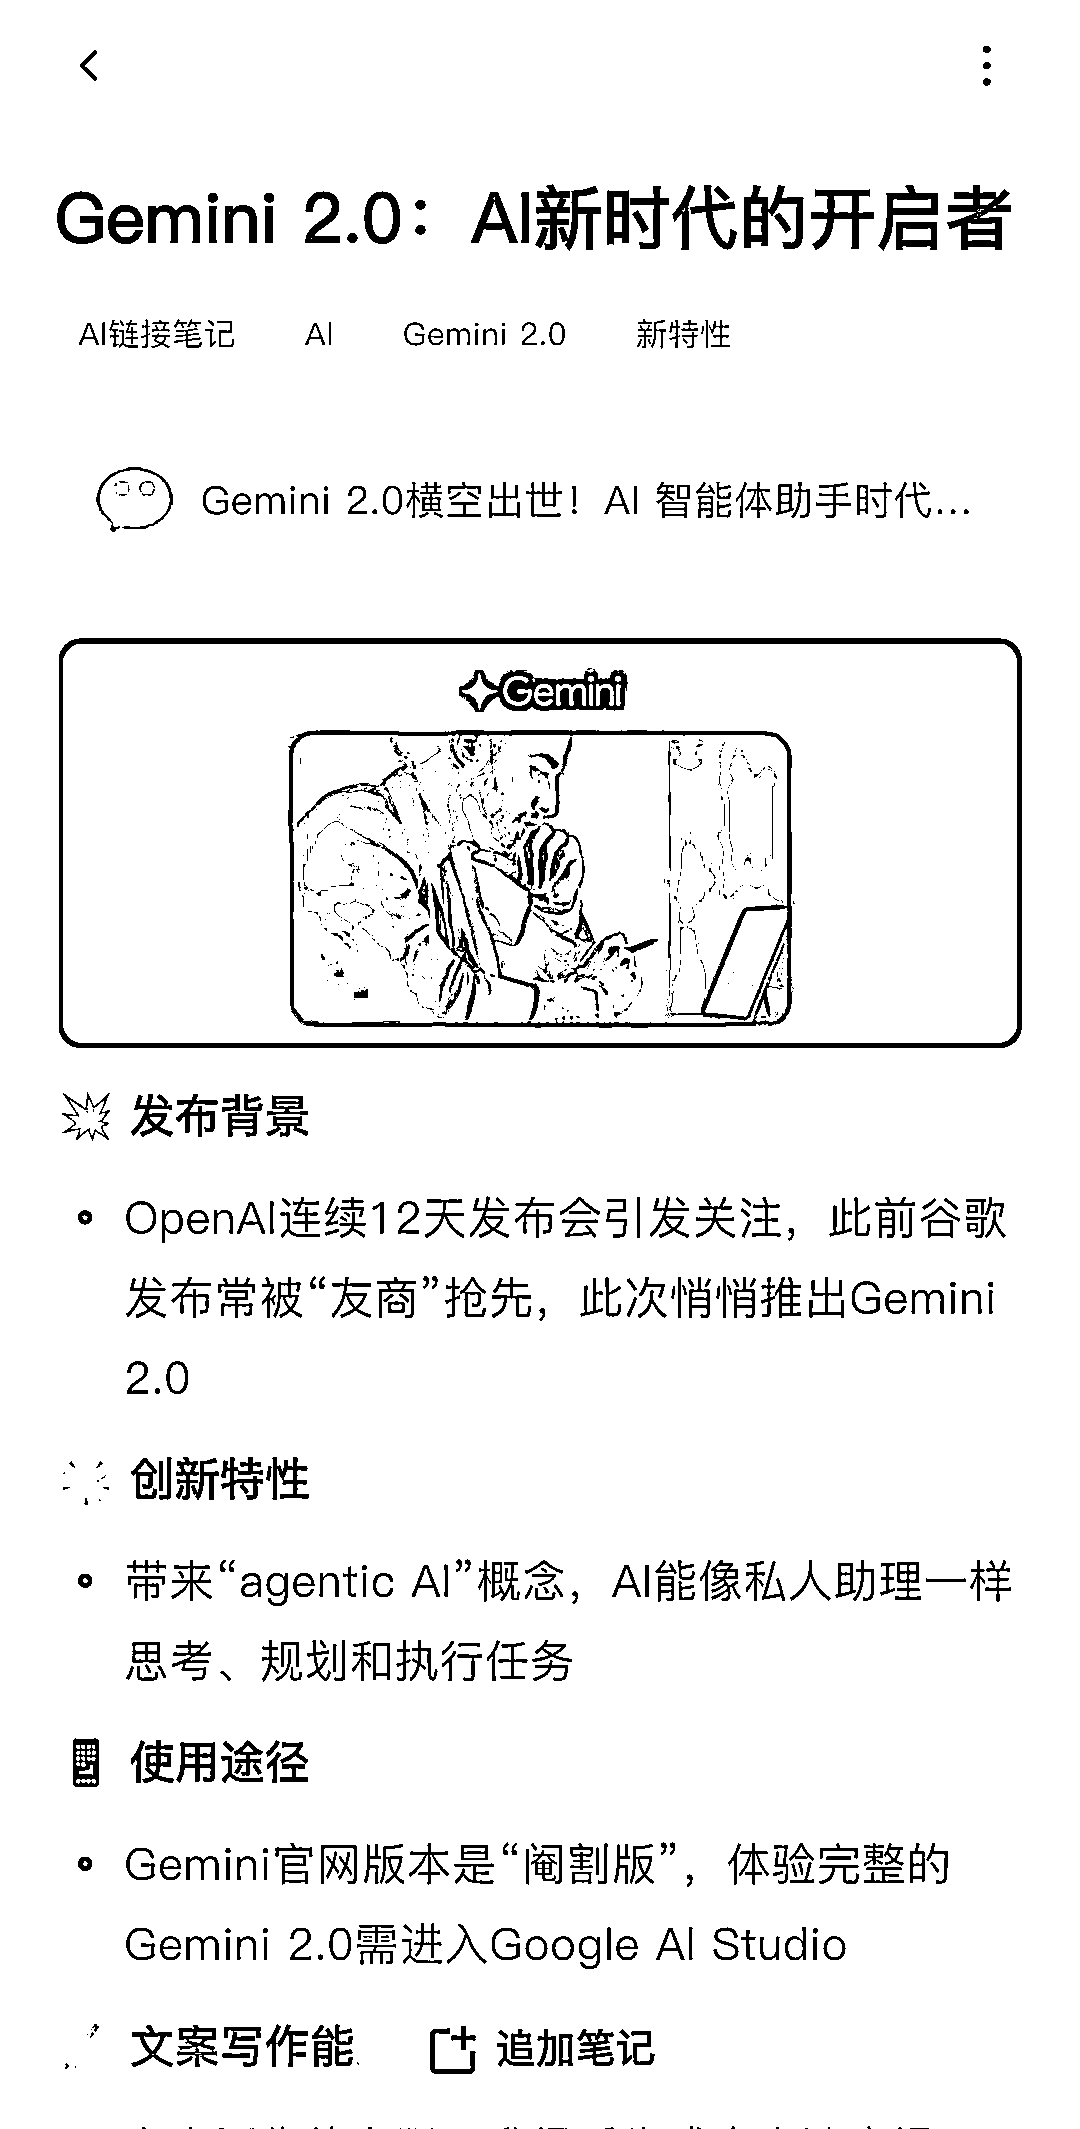 Gemini 2.0：AI新时代的开启者
AI链接笔记 AI Gemini 2.0 新特性
Gemini 2.0横空出世！AI 智能体助手时代...
Gemini
发布背景
OpenAI连续12天发布会引发关注，此前谷歌
发布常被“友商”抢先，此次悄悄推出Gemini
2.0
创新特性
带来“agentic AI”概念，AI能像私人助理一样
思考、规划和执行任务
使用途径
Gemini官网版本是“阉割版”，体验完整的
Gemini 2.0需进入Google AI Studio
文案写作能
追加笔记